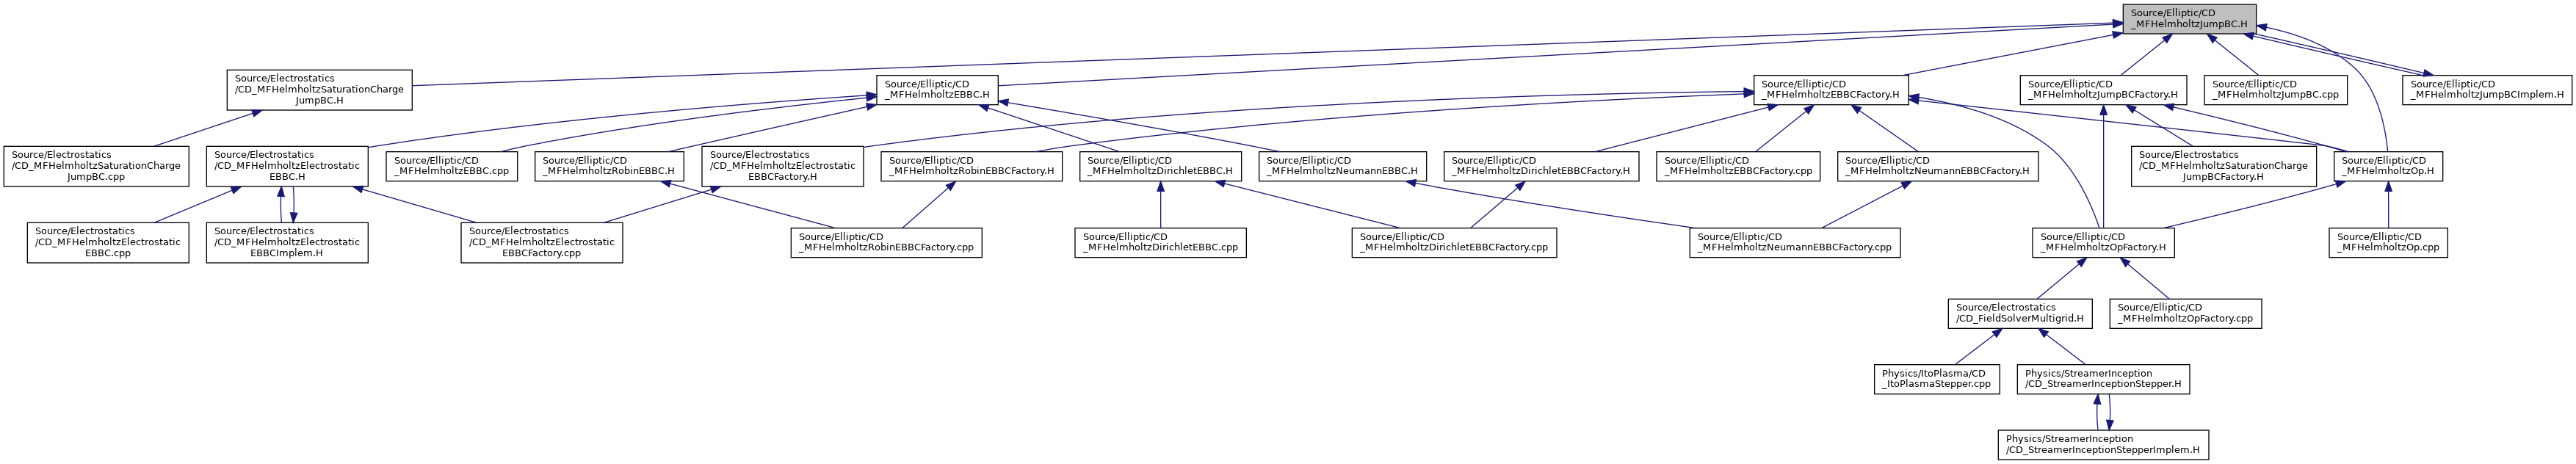 Source/Elliptic/CD
_MFHelmholtzJumpBC.H
Source/Electrostatics
/CD_MFHelmholtzSaturationCharge
JumpBC.H
Source/Elliptic/CD
_MFHelmholtzEBBC.H
Source/Elliptic/CD
_MFHelmholtzEBBCFactory.H
Source/Elliptic/CD
_MFHelmholtzJumpBCFactory.H
Source/Elliptic/CD
_MFHelmholtzJumpBC.cpp
Source/Elliptic/CD
_MFHelmholtzJumpBCImplem.H
Source/Electrostatics
/CD_MFHelmholtzSaturationCharge
JumpBC.cpp
Source/Electrostatics
/CD_MFHelmholtzElectrostatic
EBBC.H
Source/Elliptic/CD
_MFHelmholtzEBBC.cpp
Source/Elliptic/CD
_MFHelmholtzRobinEBBC.H
Source/Electrostatics
/CD_MFHelmholtzElectrostatic
EBBCFactory.H
Source/Elliptic/CD
_MFHelmholtzRobinEBBCFactory.H
Source/Elliptic/CD
_MFHelmholtzDirichletEBBC.H
Source/Elliptic/CD
_MFHelmholtzNeumannEBBC.H
Source/Elliptic/CD
_MFHelmholtzDirichletEBBCFactory.H
Source/Elliptic/CD
_MFHelmholtzEBBCFactory.cpp
Source/Elliptic/CD
_MFHelmholtzNeumannEBBCFactory.H
Source/Electrostatics
/CD_MFHelmholtzSaturationCharge
JumpBCFactory.H
Source/Elliptic/CD
_MFHelmholtzOp.H
Source/Electrostatics
/CD_MFHelmholtzElectrostatic
EBBC.cpp
Source/Electrostatics
/CD_MFHelmholtzElectrostatic
EBBCImplem.H
Source/Electrostatics
/CD_MFHelmholtzElectrostatic
EBBCFactory.cpp
Source/Elliptic/CD
_MFHelmholtzRobinEBBCFactory.cpp
Source/Elliptic/CD
_MFHelmholtzDirichletEBBC.cpp
Source/Elliptic/CD
_MFHelmholtzDirichletEBBCFactory.cpp
Source/Elliptic/CD
_MFHelmholtzNeumannEBBCFactory.cpp
Source/Elliptic/CD
_MFHelmholtzOpFactory.H
Source/Elliptic/CD
_MFHelmholtzOp.cpp
Source/Electrostatics
/CD_FieldSolverMultigrid.H
Source/Elliptic/CD
_MFHelmholtzOpFactory.cpp
Physics/ItoPlasma/CD
_ItoPlasmaStepper.cpp
Physics/StreamerInception
/CD_StreamerInceptionStepper.H
Physics/StreamerInception
/CD_StreamerInceptionStepperImplem.H